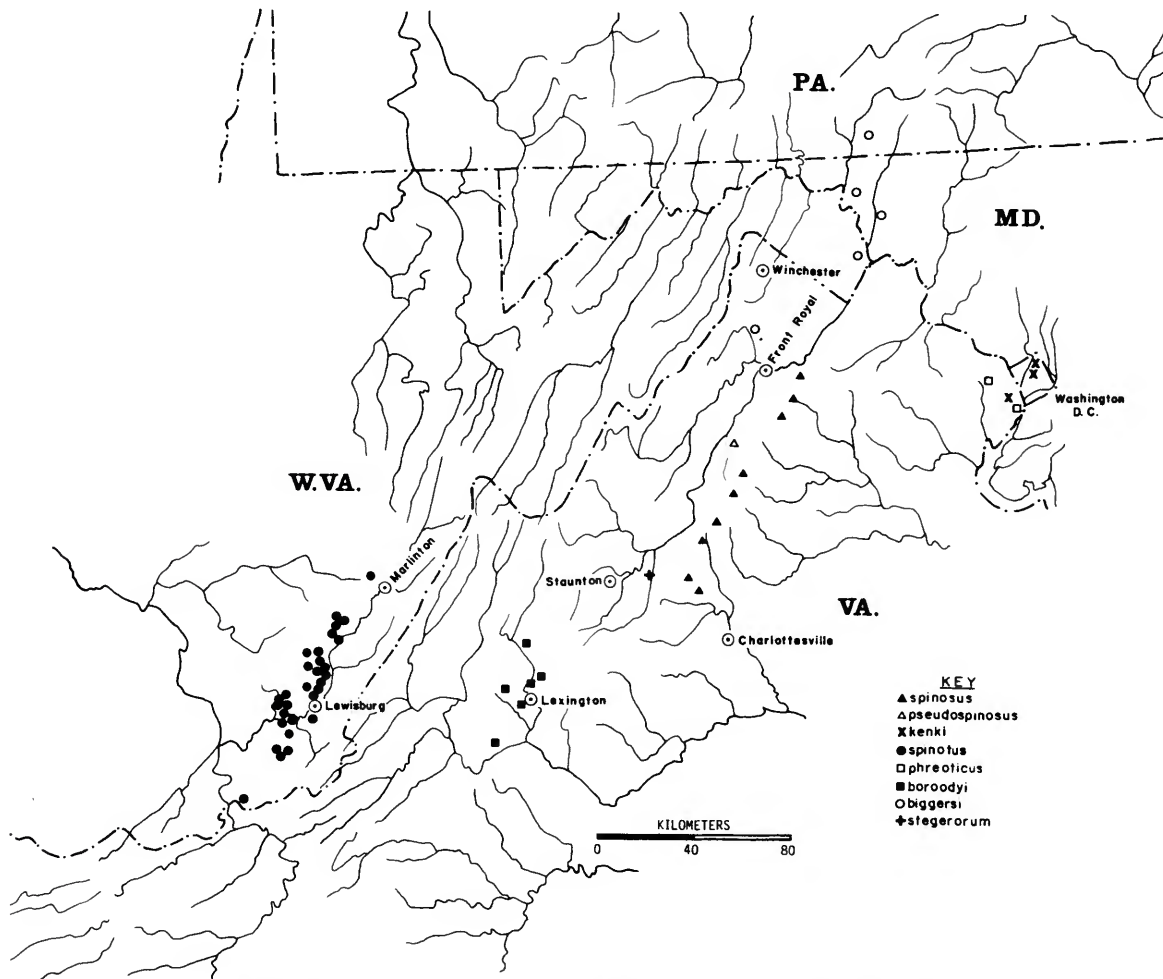 PA.
MD.
Winchester
Front Royal
Washington
D. C.
W.VA.
Marlinton
Staunton
VA.
Charlottesville
Lewisburg
Lexington
KEY
spinosus
pseudospinosus
kenki
spinotus
phreoticus
boroodyi
biggersi
stegerorum
KILOMETERS
0 40 80